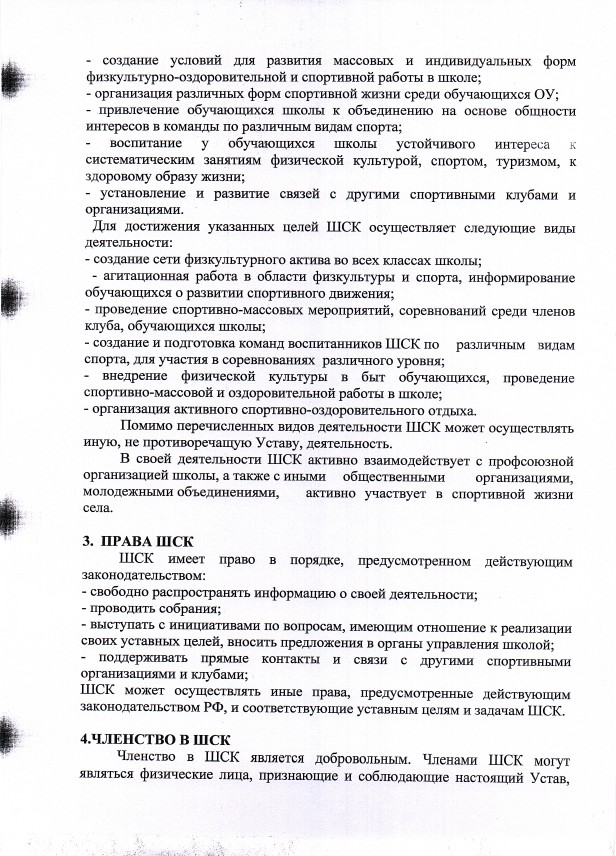 - создание условий для развития массовых и индивидуальных форм
физкультурно-оздоровительной и спортивной работы в школе;
- организация различных форм спортивной жизни среди обучающихся ОУ;
- привлечение обучающихся школы к объединению на основе общности
интересов в команды по различным видам спорта;
- воспитание у обучающихся школы устойчивого интереса к
систематическим занятиям физической культурой, спортом, туризмом, к
здоровому образу жизни;
- установление и развитие связей с другими спортивными клубами и
организациями.
Для достижения указанных целей ШСК осуществляет следующие виды
деятельности:
- создание сети физкультурного актива во всех классах школы;
- агитационная работа в области физкультуры и спорта, информирование
обучающихся о развитии спортивного движения;
- проведение спортивно-массовых мероприятий, соревнований среди членов
клуба, обучающихся школы;
- создание и подготовка команд воспитанников ШСК по различным видам
спорта, для участия в соревнованиях различного уровня;
- внедрение физической культуры в быт обучающихся, проведение
спортивно-массовой и оздоровительной работы в школе;
- организация активного спортивно-оздоровительного отдыха.
Помимо перечисленных видов деятельности ШСК может осуществлять
иную, не противоречащую Уставу, деятельность.
В своей деятельности ШСК активно взаимодействует с профсоюзной
организацией школы, а также с иными общественными организациями,
молодежными объединениями, активно участвует в спортивной жизни
села.
3. ПРАВА ШСК
ШСК имеет право в порядке, предусмотренном действующим
законодательством:
- свободно распространять информацию о своей деятельности;
- проводить собрания;
- выступать с инициативами по вопросам, имеющим отношение к реализации
своих уставных целей, вносить предложения в органы управления школой;
- поддерживать прямые контакты и связи с другими спортивными
организациями и клубами;
ШСК может осуществлять иные права, предусмотренные действующим
законодательством РФ, и соответствующие уставным целям и задачам ШСК.
4.ЧЛЕНСТВО В ШСК
Членство в ШСК является добровольным. Членами ШСК могут
являться физические лица, признающие и соблюдающие настоящий Устав,